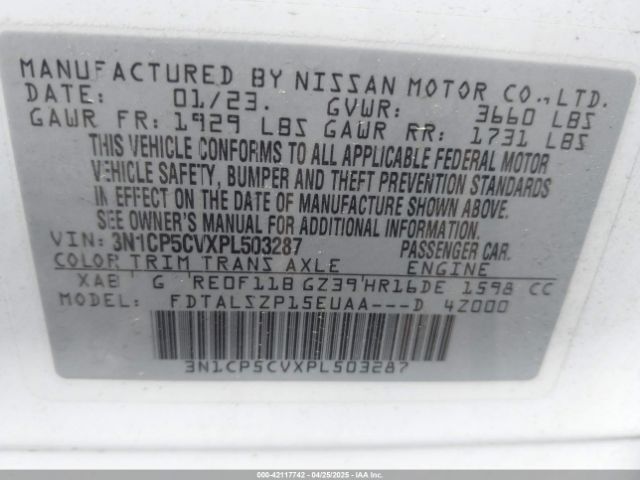 MANUFACTURED BY NISSAN MOTOR CO., LTD.
DATE: 01/23. GVWR: 3660 LBS
GAWR FR: 1929 LBS GAWR RR: 1731 LBS
THIS VEHICLE CONFORMS TO ALL APPLICABLE FEDERAL MOTOR
VEHICLE SAFETY, BUMPER AND THEFT PREVENTION STANDARDS
IN EFFECT ON THE DATE OF MANUFACTURE SHOWN ABOVE.
SEE OWNER'S MANUAL FOR ADDITIONAL INFORMATION.
VIN: 3N1CP5CVXPL503287 PASSENGER CAR.
COLOR TRIM TRANS AXLE ENGINE
XAB G RE0F11B GZ39 HR16DE 1598 CC
MODEL: FDTALSZP15EUAA---D 4Z000
3N1CP5CVXPL503287
000-42117742 - 04/25/2025 - IAA, Inc.